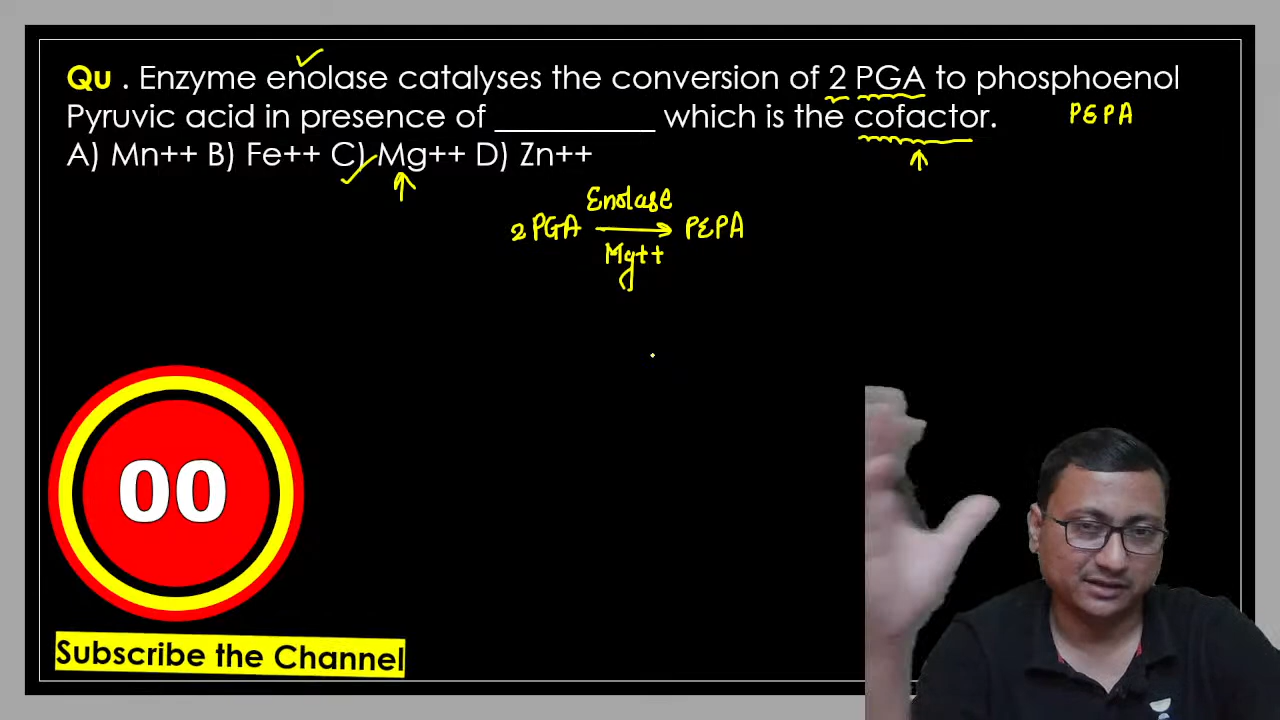 Qu . Enzyme enolase catalyses the conversion of 2 PGA to phosphoenol
Pyruvic acid in presence of __________ which is the cofactor.
PEPA
A) Mn++ B) Fe++ C) Mg++ D) Zn++
Enolase
2PGA → PEPA
Mg++
00
Subscribe the Channel